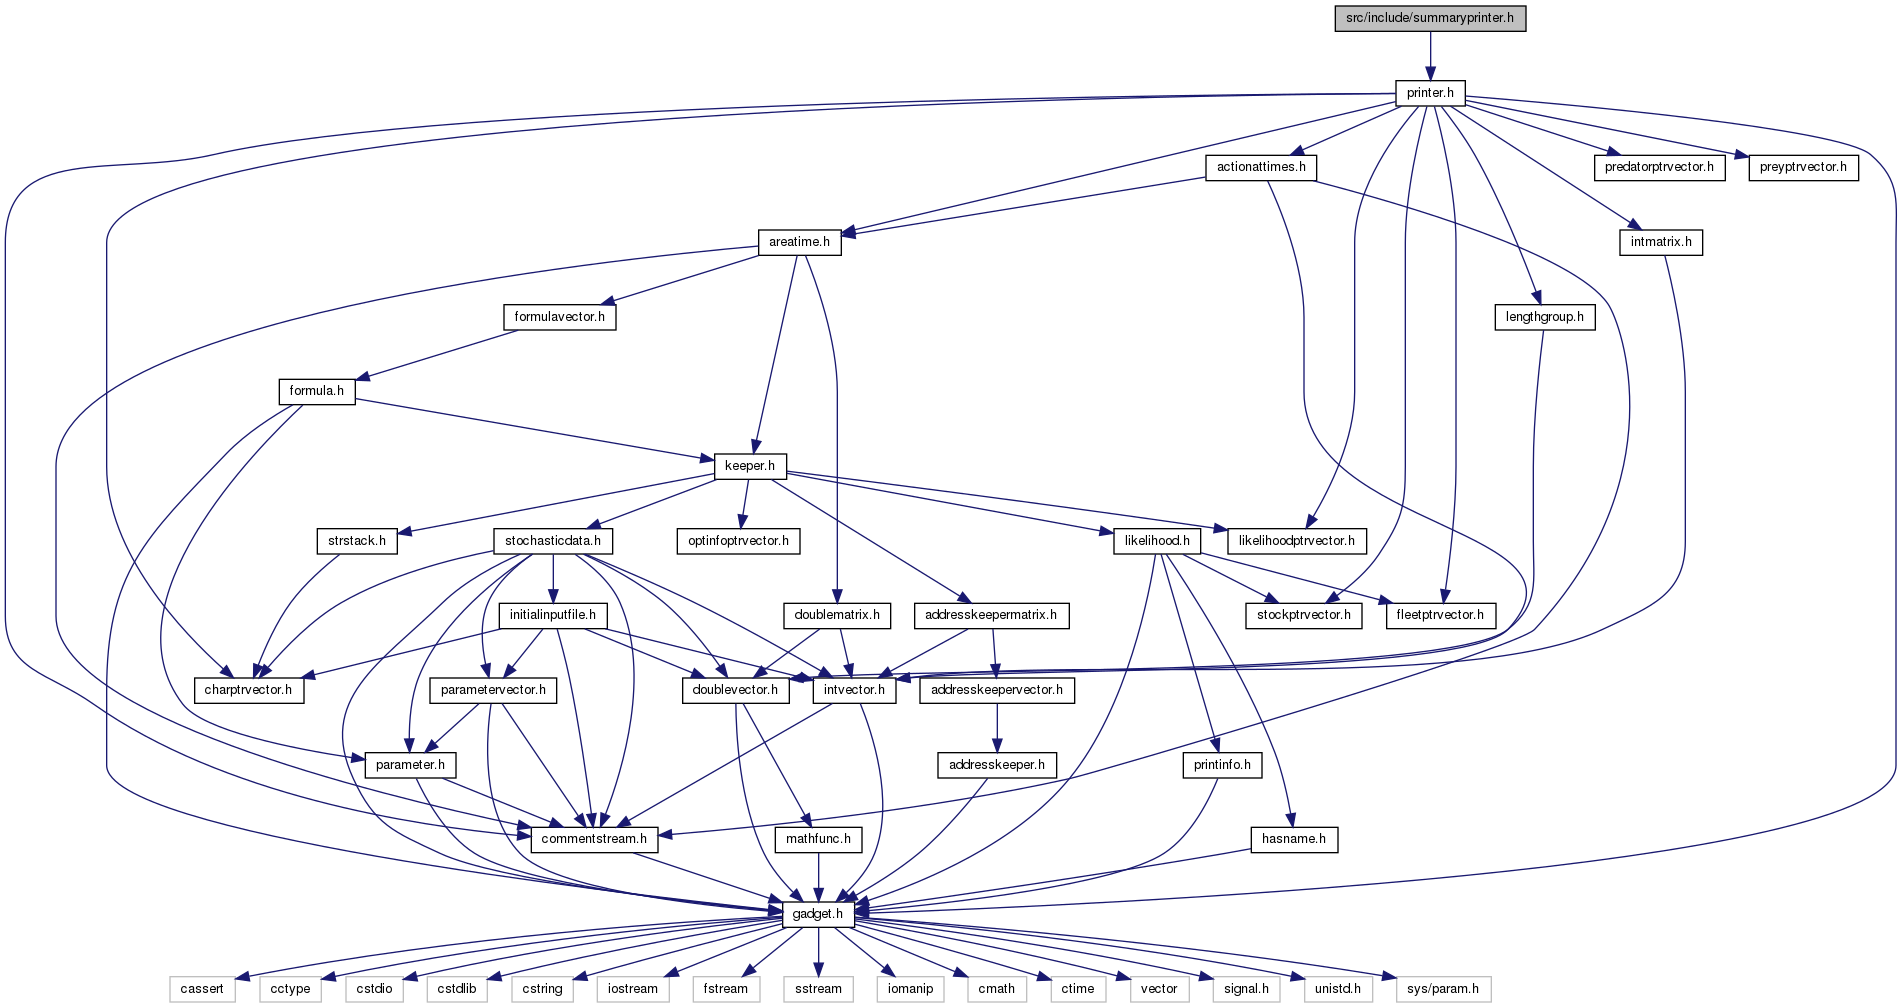 src/include/summaryprinter.h
printer.h
actionattimes.h
predatorptrvector.h
preyptrvector.h
areatime.h
intmatrix.h
formulavector.h
lengthgroup.h
formula.h
keeper.h
strstack.h
stochasticdata.h
optinfoptrvector.h
likelihood.h
likelihoodptrvector.h
initialinputfile.h
doublematrix.h
addresskeepermatrix.h
stockptrvector.h
fleetptrvector.h
charptrvector.h
parametervector.h
doublevector.h
intvector.h
addresskeepervector.h
parameter.h
addresskeeper.h
printinfo.h
commentstream.h
mathfunc.h
hasname.h
gadget.h
cassert
cctype
cstdio
cstdlib
cstring
iostream
fstream
sstream
iomanip
cmath
ctime
vector
signal.h
unistd.h
sys/param.h